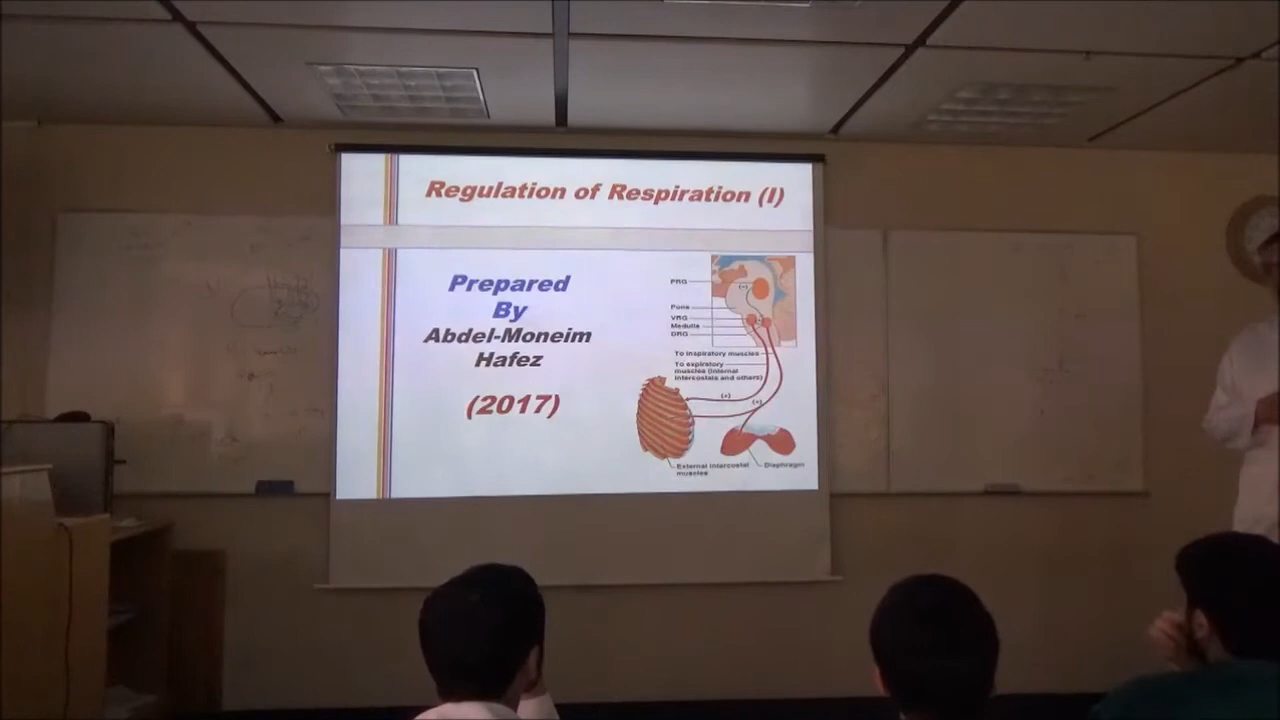 Regulation of Respiration (I)
Prepared
By
Abdel-Moneim
Hafez
(2017)
PRG
Pons
VRG
Medulla
DRG
To inspiratory muscles
To expiratory
muscles (internal
intercostals and others)
(+)
(+)
(+)
External intercostal
muscles
Diaphragm